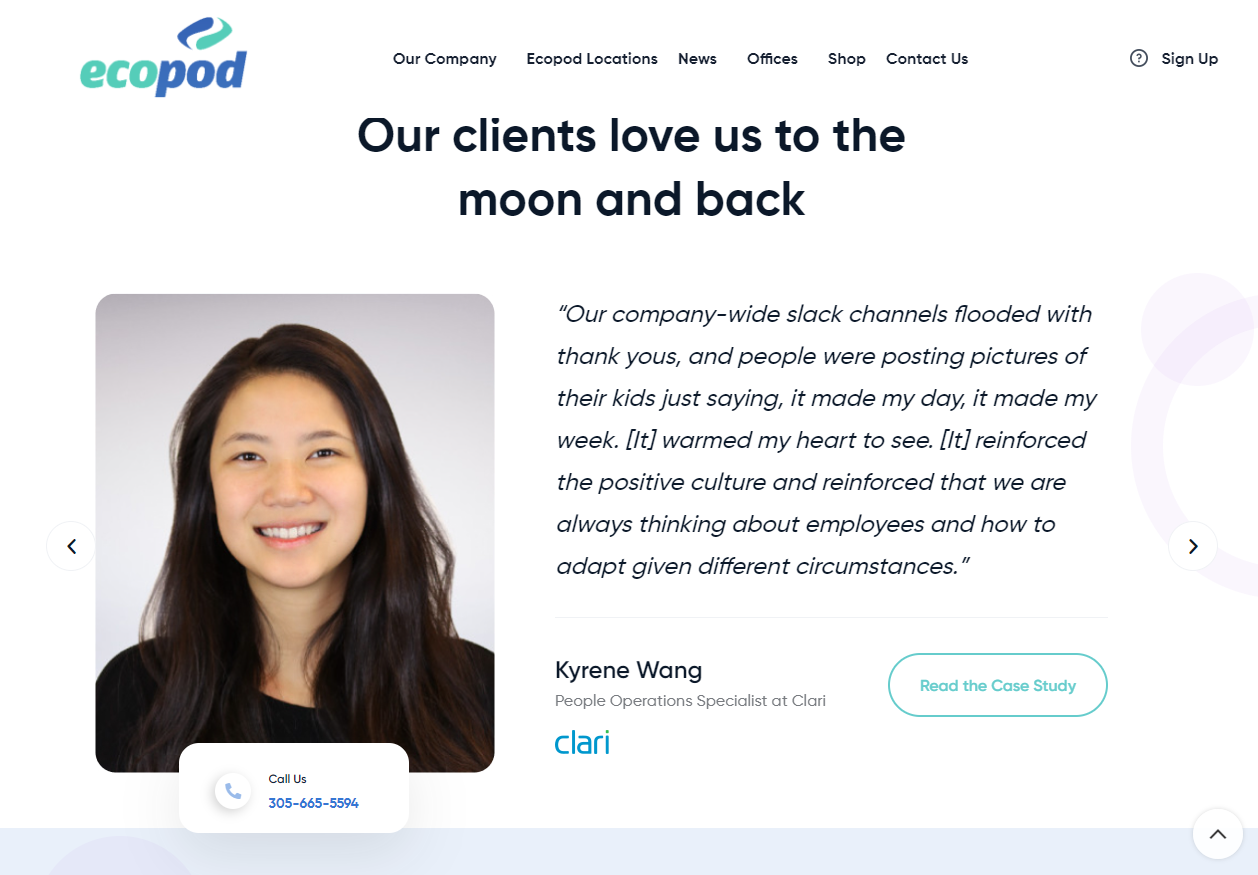 ecopod
Our Company Ecopod Locations News Offices Shop Contact Us
? Sign Up
Our clients love us to the
moon and back
“Our company-wide slack channels flooded with
thank yous, and people were posting pictures of
their kids just saying, it made my day, it made my
week. [It] warmed my heart to see. [It] reinforced
the positive culture and reinforced that we are
always thinking about employees and how to
adapt given different circumstances.”
Kyrene Wang
People Operations Specialist at Clari
clari
Read the Case Study
Call Us
305-665-5594